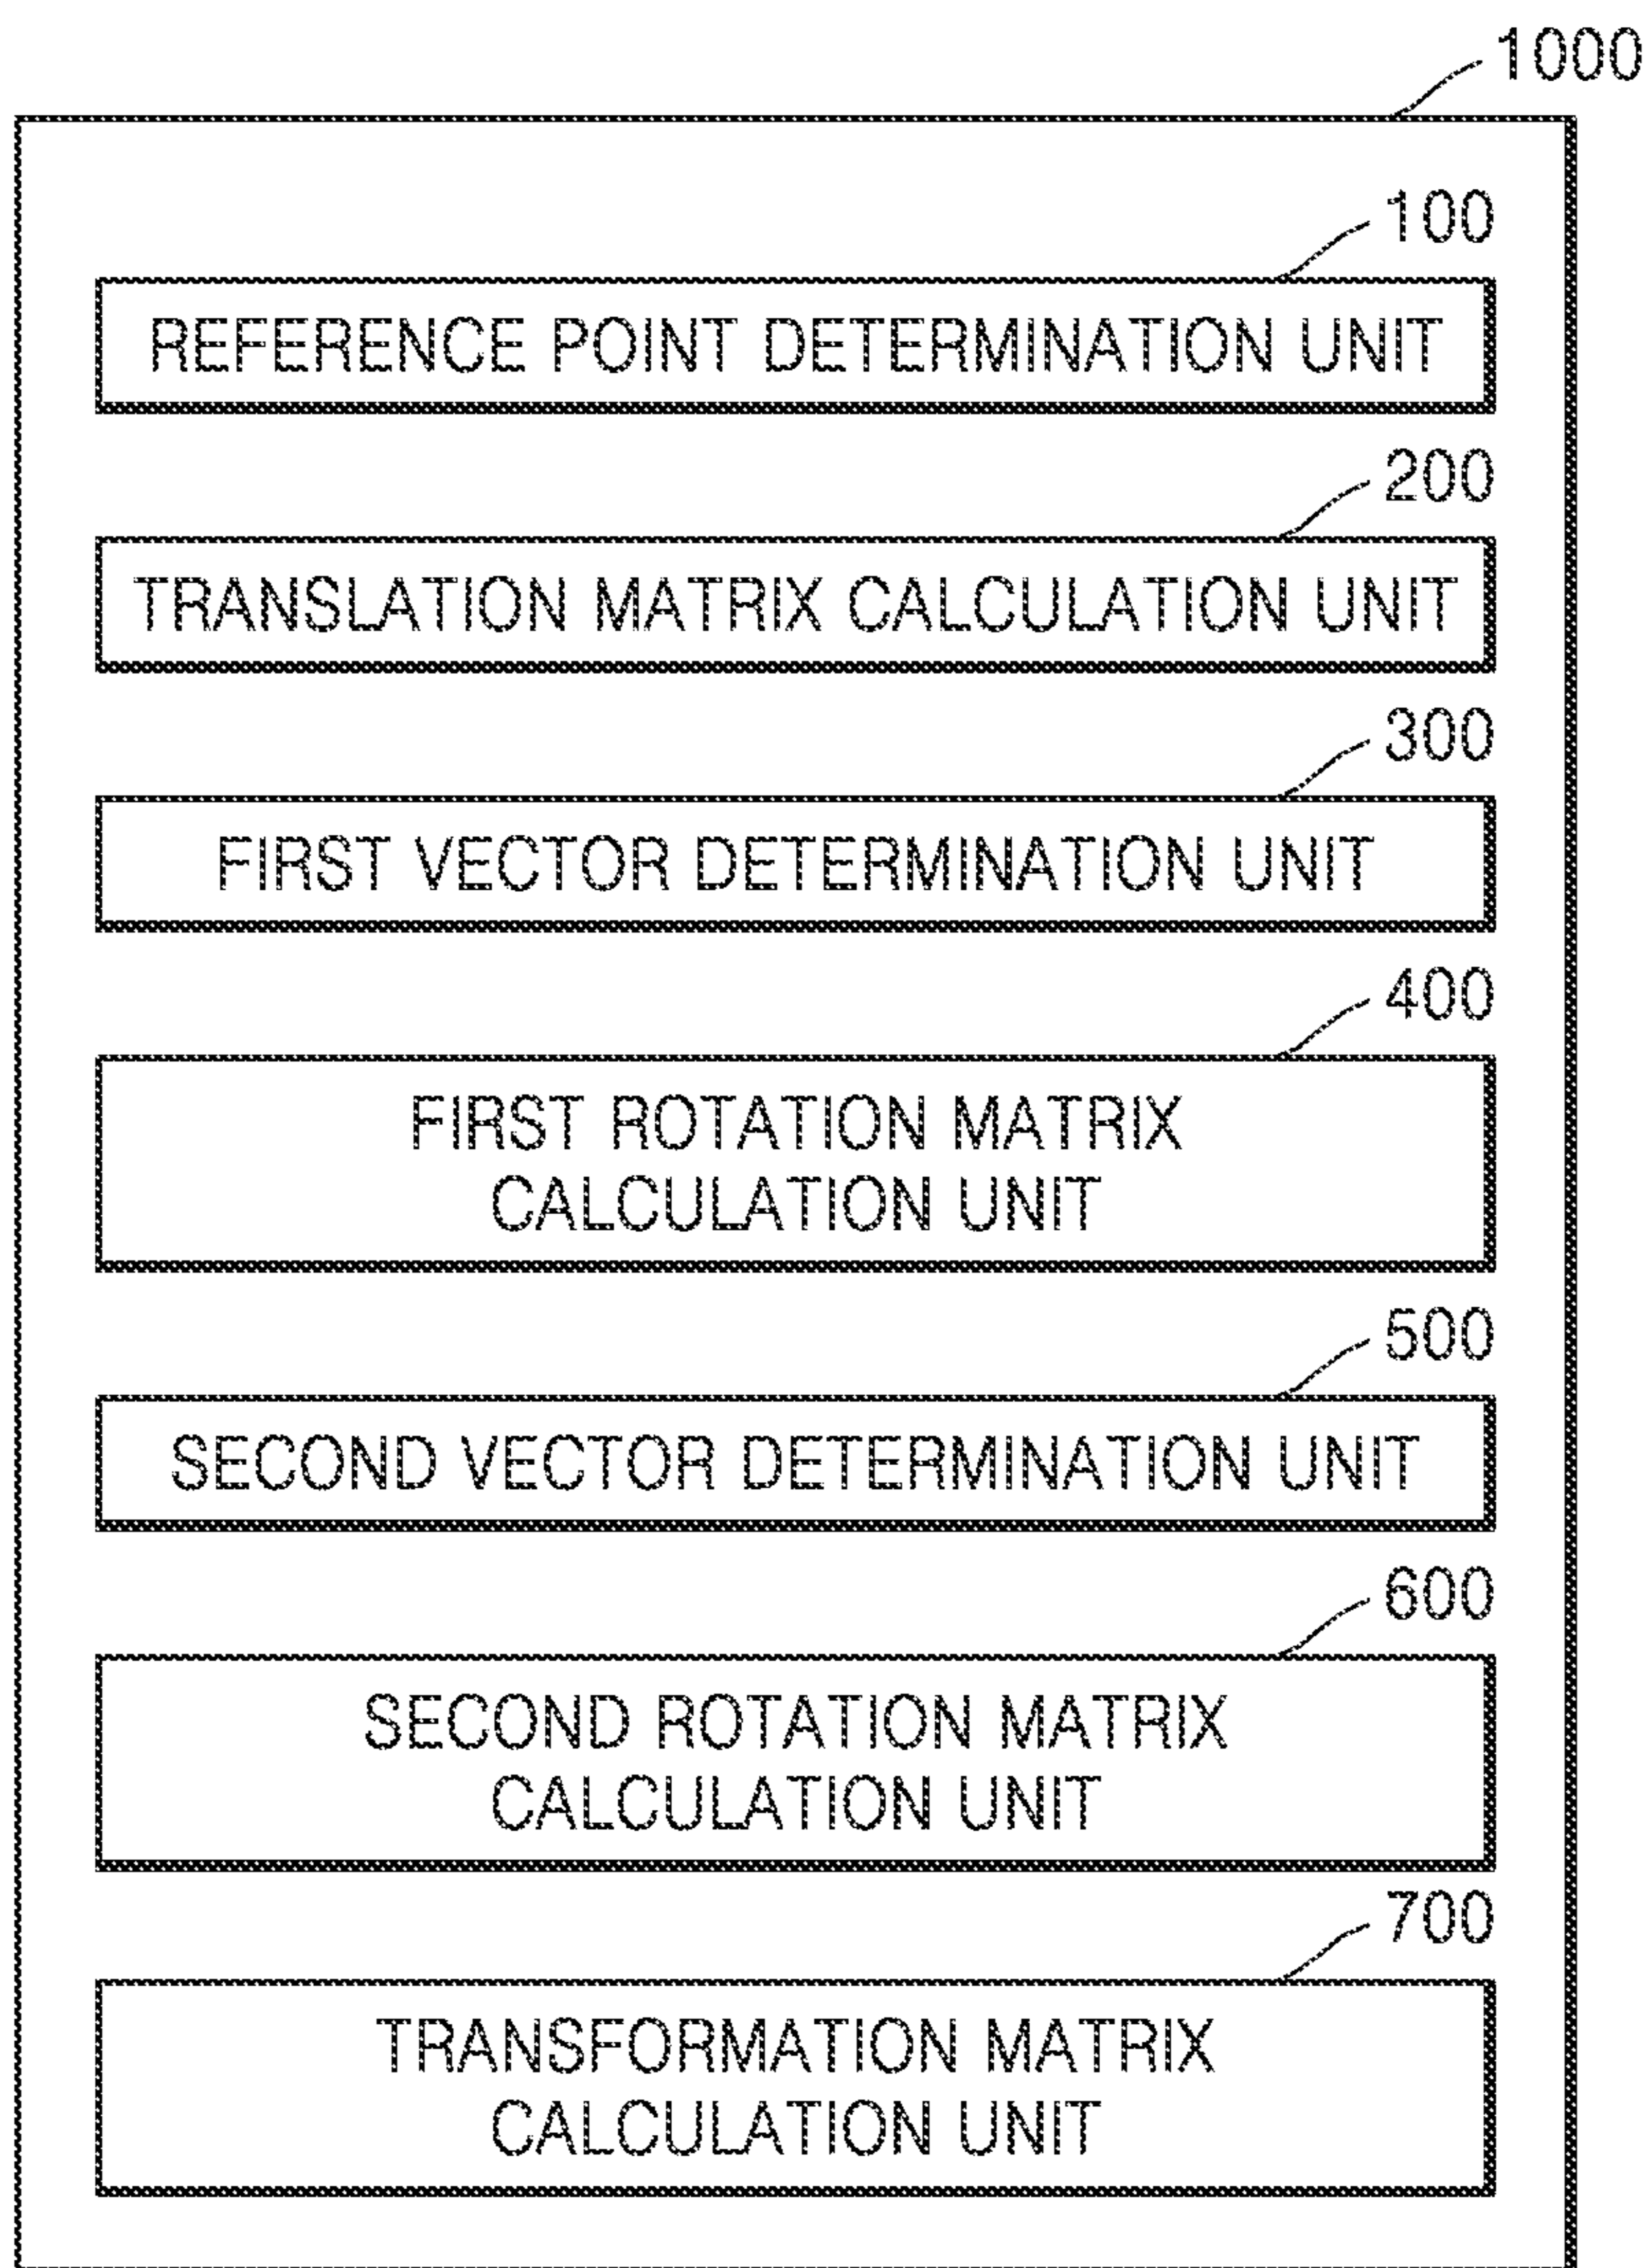 1000
100
REFERENCE POINT DETERMINATION UNIT
200
TRANSLATION MATRIX CALCULATION UNIT
300
FIRST VECTOR DETERMINATION UNIT
400
FIRST ROTATION MATRIX
CALCULATION UNIT
500
SECOND VECTOR DETERMINATION UNIT
600
SECOND ROTATION MATRIX
CALCULATION UNIT
700
TRANSFORMATION MATRIX
CALCULATION UNIT